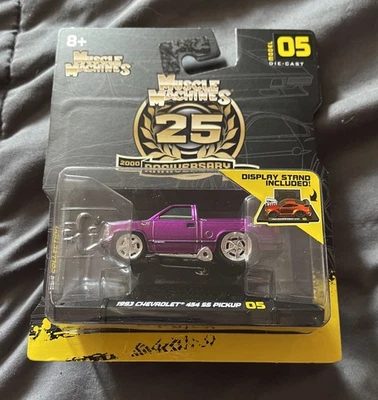 8+
MUSCLE
MACHINES
MODEL
05
DIE-CAST
MUSCLE
MACHINES
25
2000
ANNIVERSARY
DISPLAY STAND
INCLUDED!
1993 CHEVROLET 454 SS PICKUP 05